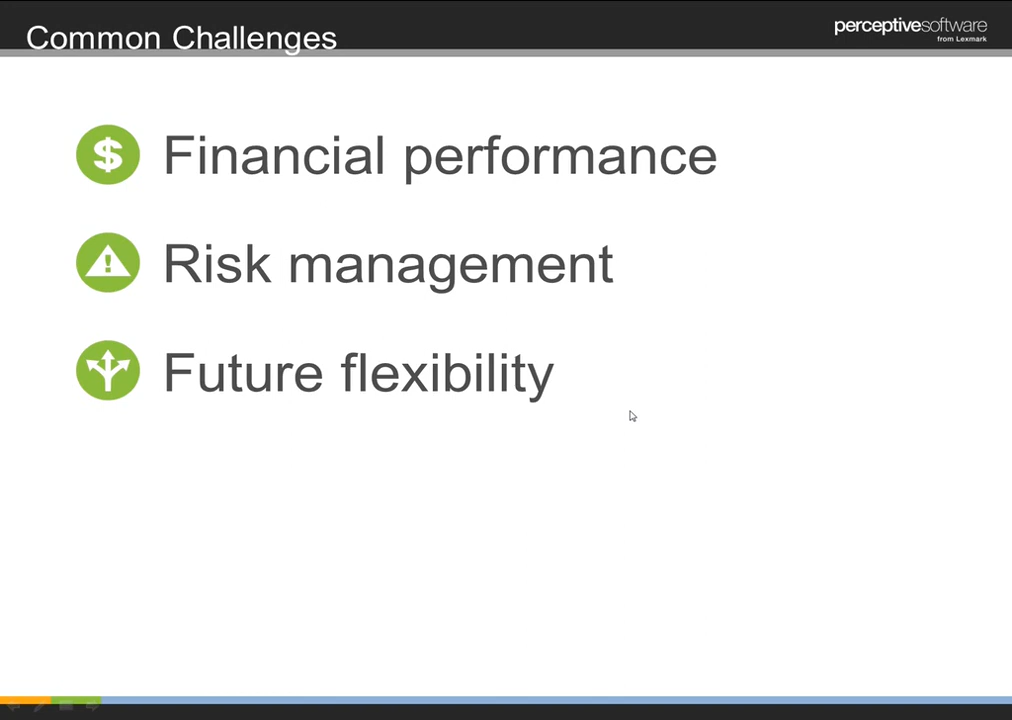 Common Challenges
perceptivesoftware
from Lexmark
$ Financial performance
! Risk management
Future flexibility